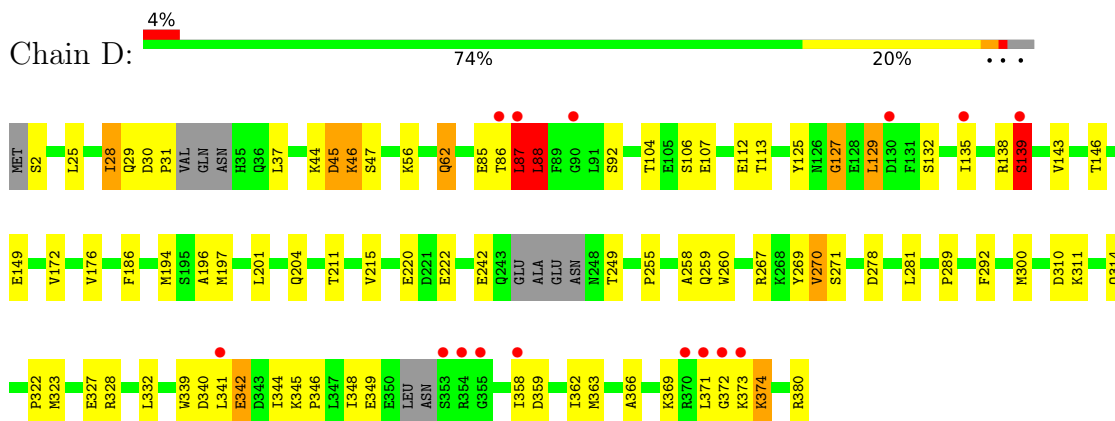 4%
Chain D:
74% 20% • • •
MET S2 L25 I28 Q29 D30 P31 VAL GLN ASN H35 Q36 L37 K44 D45 K46 S47 K56 Q62 E85 T86 L87 L88 F89 G90 L91 S92 T104 E105 S106 E107 E112 T113 Y125 N126 G127 E128 L129 D130 F131 S132 I135 R138 S139 V143 T146
E149 V172 V176 F186 M194 S195 A196 M197 L201 Q204 T211 V215 E220 D221 E222 E242 Q243 GLU ALA GLU ASN N248 T249 P255 A258 Q259 W260 R267 K268 Y269 V270 S271 D278 L281 P289 F292 M300 D310 K311
P322 M323 E327 R328 L332 W339 D340 L341 E342 D343 I344 K345 P346 L347 I348 E349 E350 LEU ASN S353 R354 G355 I358 D359 I362 M363 A366 K369 R370 L371 G372 K373 K374 R380